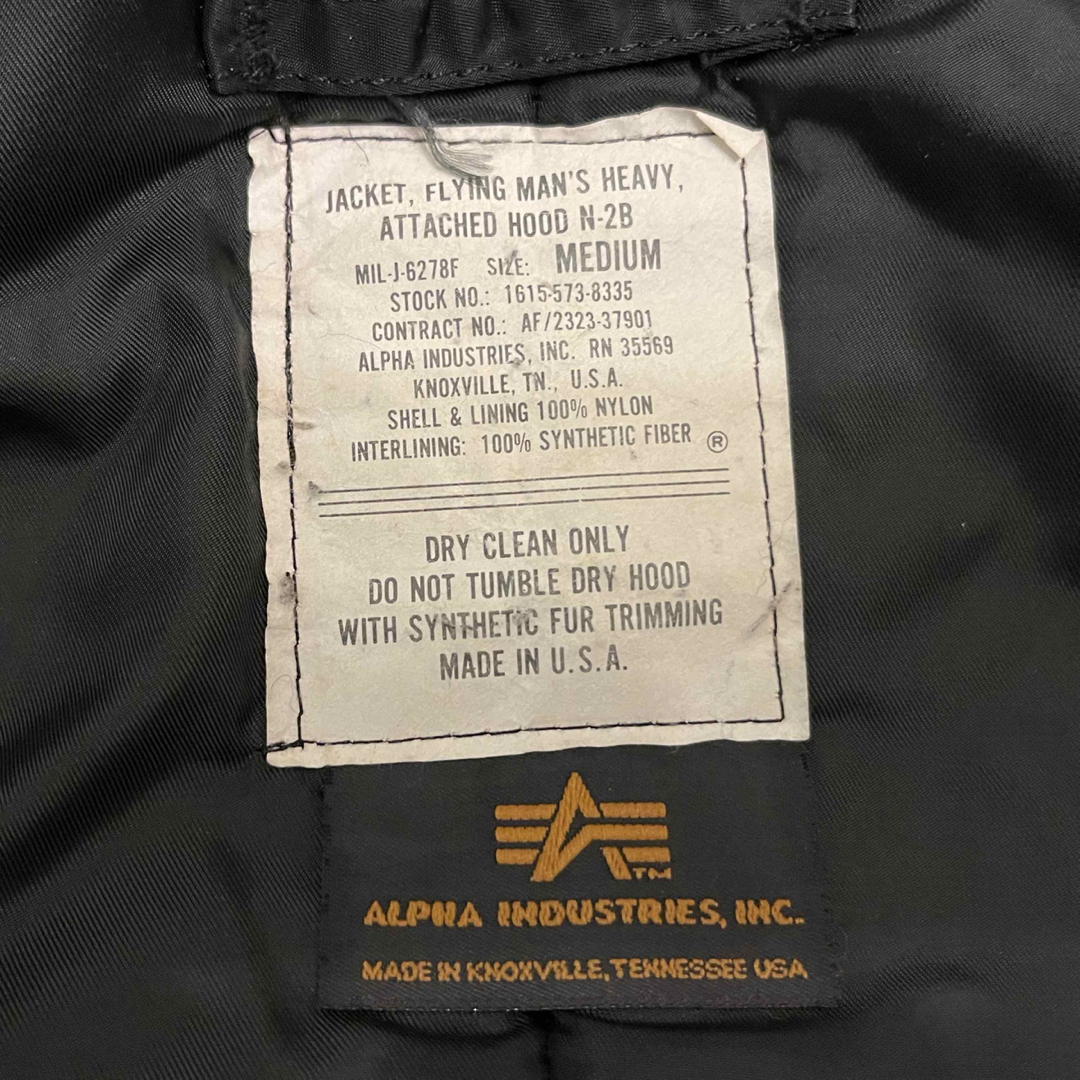 JACKET, FLYING MAN'S HEAVY,
ATTACHED HOOD N-2B
MIL-J-6278F SIZE: MEDIUM
STOCK NO.: 1615-573-8335
CONTRACT NO.: AF/2323-37901
ALPHA INDUSTRIES, INC. RN 35569
KNOXVILLE, TN., U.S.A.
SHELL & LINING 100% NYLON
INTERLINING: 100% SYNTHETIC FIBER ®
DRY CLEAN ONLY
DO NOT TUMBLE DRY HOOD
WITH SYNTHETIC FUR TRIMMING
MADE IN U.S.A.
TM
ALPHA INDUSTRIES, INC.
MADE IN KNOXVILLE, TENNESSEE USA